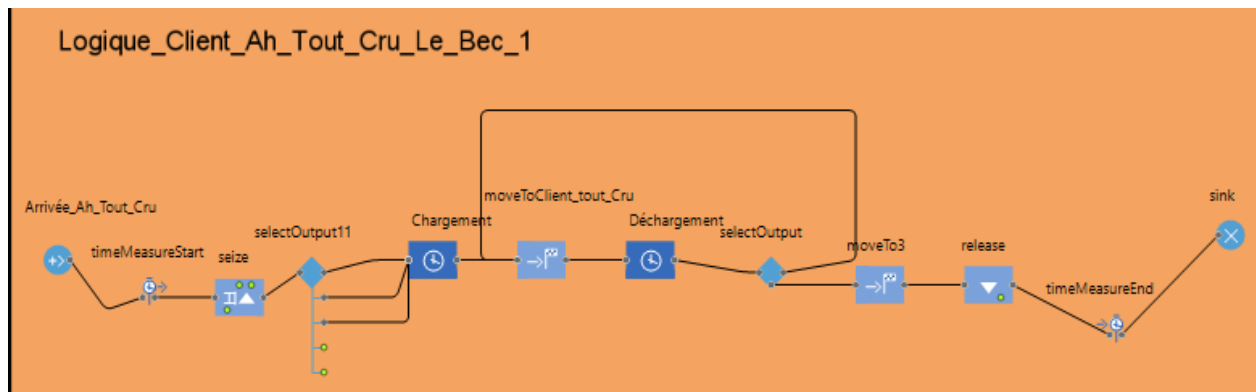 Logique_Client_Ah_Tout_Cru_Le_Bec_1
Arrivée_Ah_Tout_Cru
timeMeasureStart
seize
selectOutput11
Chargement
moveToClient_tout_Cru
Déchargement
selectOutput
moveTo3
release
timeMeasureEnd
sink